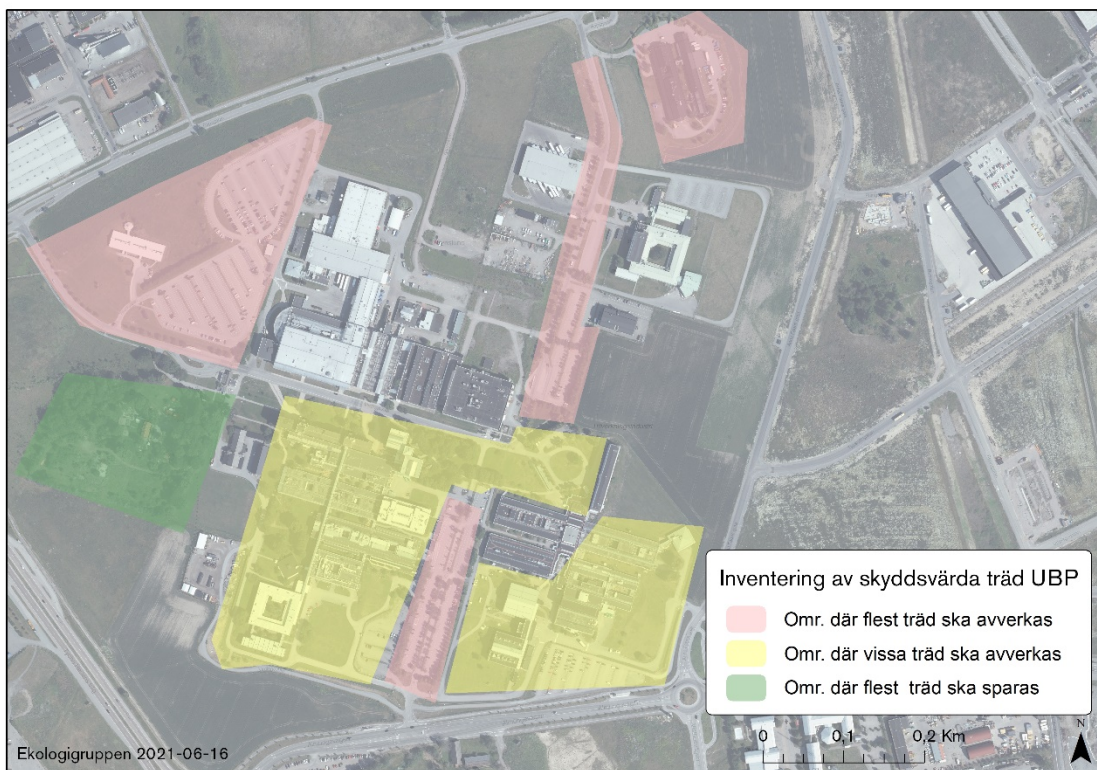 Inventering av skyddsvärda träd UBP
Omr. där flest träd ska avverkas
Omr. där vissa träd ska avverkas
Omr. där flest  träd ska sparas
N
0 0,1 0,2 Km
Ekologigruppen 2021-06-16